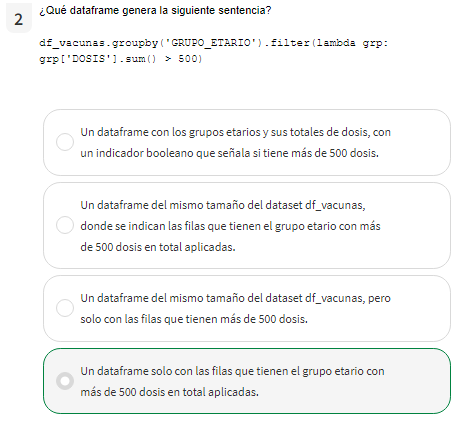 2
¿Qué dataframe genera la siguiente sentencia?
df_vacunas.groupby('GRUPO_ETARIO').filter(lambda grp:
grp['DOSIS'].sum() > 500)
Un dataframe con los grupos etarios y sus totales de dosis, con
un indicador booleano que señala si tiene más de 500 dosis.
Un dataframe del mismo tamaño del dataset df_vacunas,
donde se indican las filas que tienen el grupo etario con más
de 500 dosis en total aplicadas.
Un dataframe del mismo tamaño del dataset df_vacunas, pero
solo con las filas que tienen más de 500 dosis.
Un dataframe solo con las filas que tienen el grupo etario con
más de 500 dosis en total aplicadas.